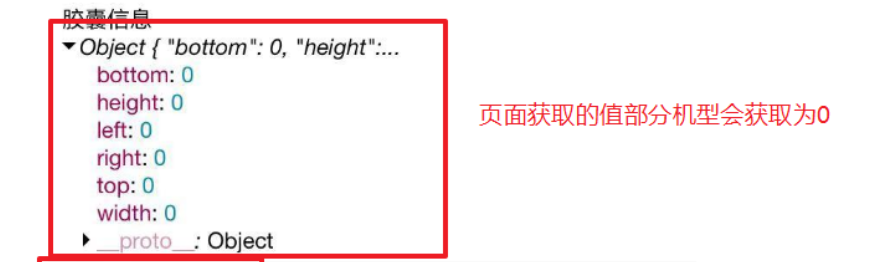 胶囊信息
▼Object { "bottom": 0, "height":...
bottom: 0
height: 0
left: 0
right: 0
top: 0
width: 0
▶__proto__: Object
页面获取的值部分机型会获取为0